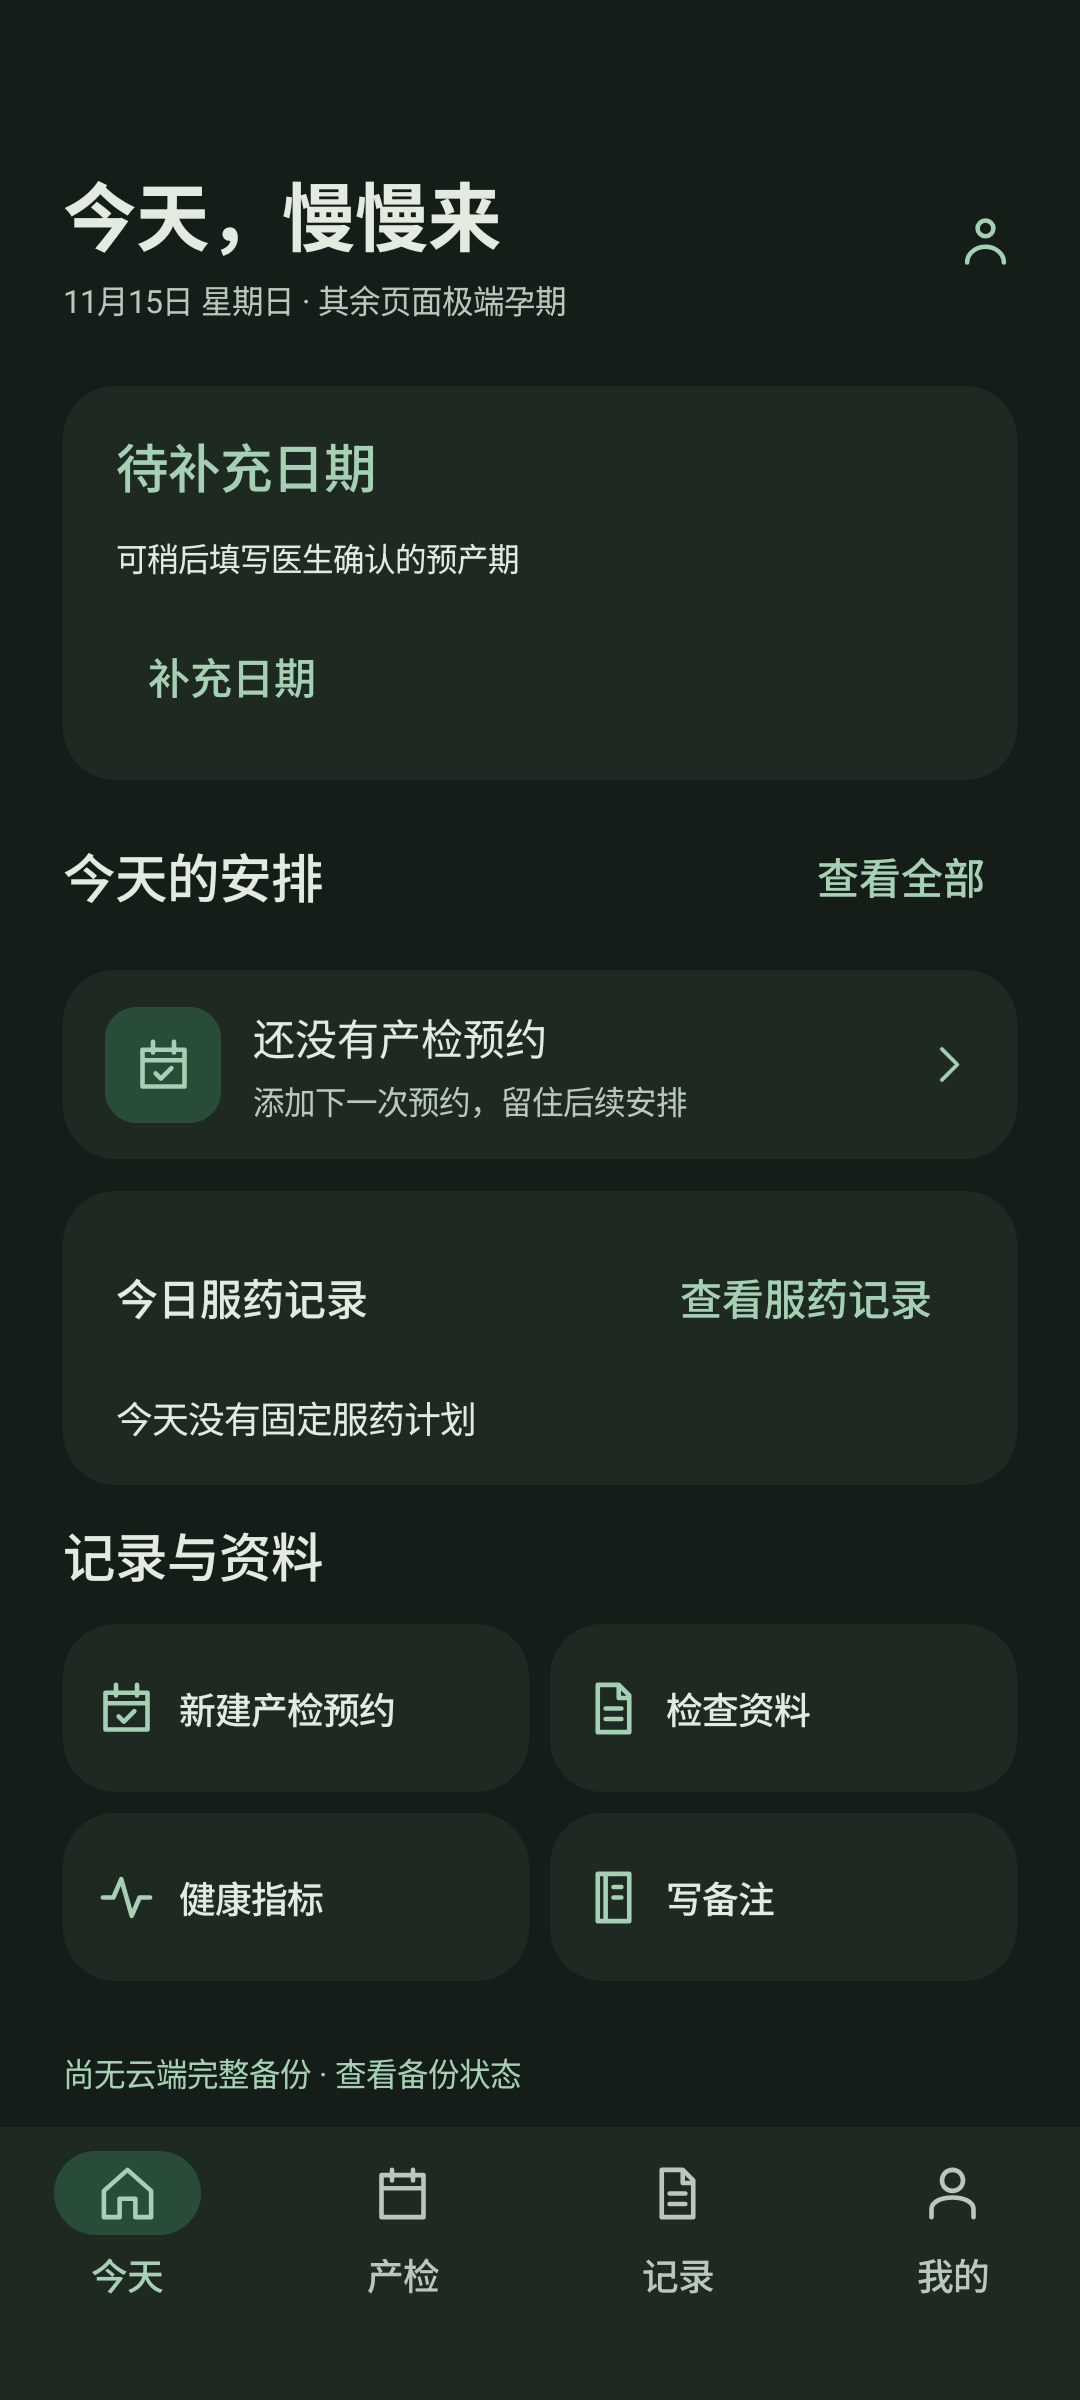 今天，慢慢来
11月15日 星期日 · 其余页面极端孕期
待补充日期
可稍后填写医生确认的预产期
补充日期
今天的安排
查看全部
还没有产检预约
添加下一次预约，留住后续安排
今日服药记录
查看服药记录
今天没有固定服药计划
记录与资料
新建产检预约
检查资料
健康指标
写备注
尚无云端完整备份 · 查看备份状态
今天
产检
记录
我的